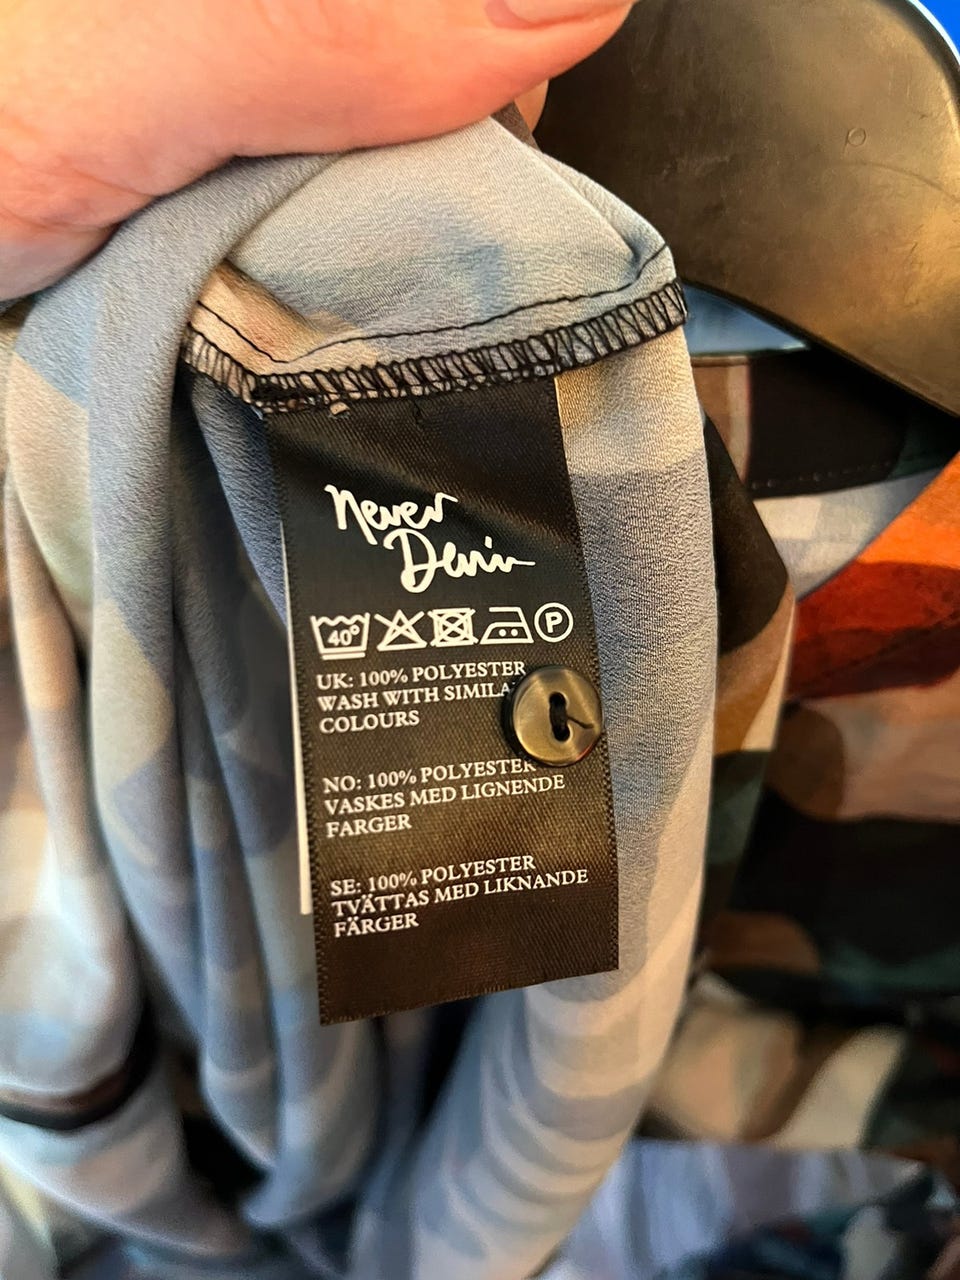 Never
Denim
40°
P
UK: 100% POLYESTER
WASH WITH
COLOURS
NO: 100% POLYESTER
VASKES MED LIGNENDE
FARGER
SE: 100% POLYESTER
TVÄTTAS MED LIKNANDE
FÄRGER